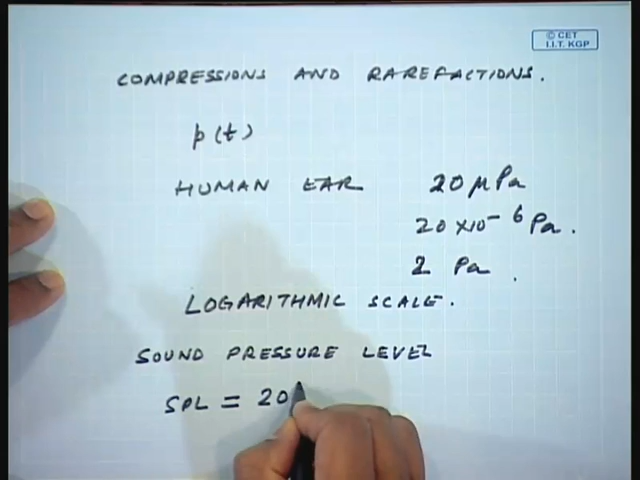 © CET
I.I.T. KGP
COMPRESSIONS AND RAREFACTIONS.
p(t)
HUMAN EAR 20 μPa
20 × 10⁻⁶ Pa.
2 Pa.
LOGARITHMIC SCALE.
SOUND PRESSURE LEVEL
SPL = 20